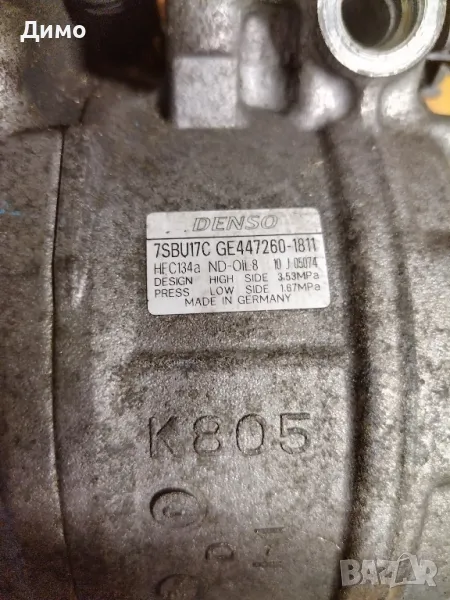 Димо
DENSO
7SBU17C GE447260-1811
HFC134a ND-OIL8 10 J 05074
DESIGN HIGH SIDE 3.53MPa
PRESS LOW SIDE 1.67MPa
MADE IN GERMANY
K805
bazar